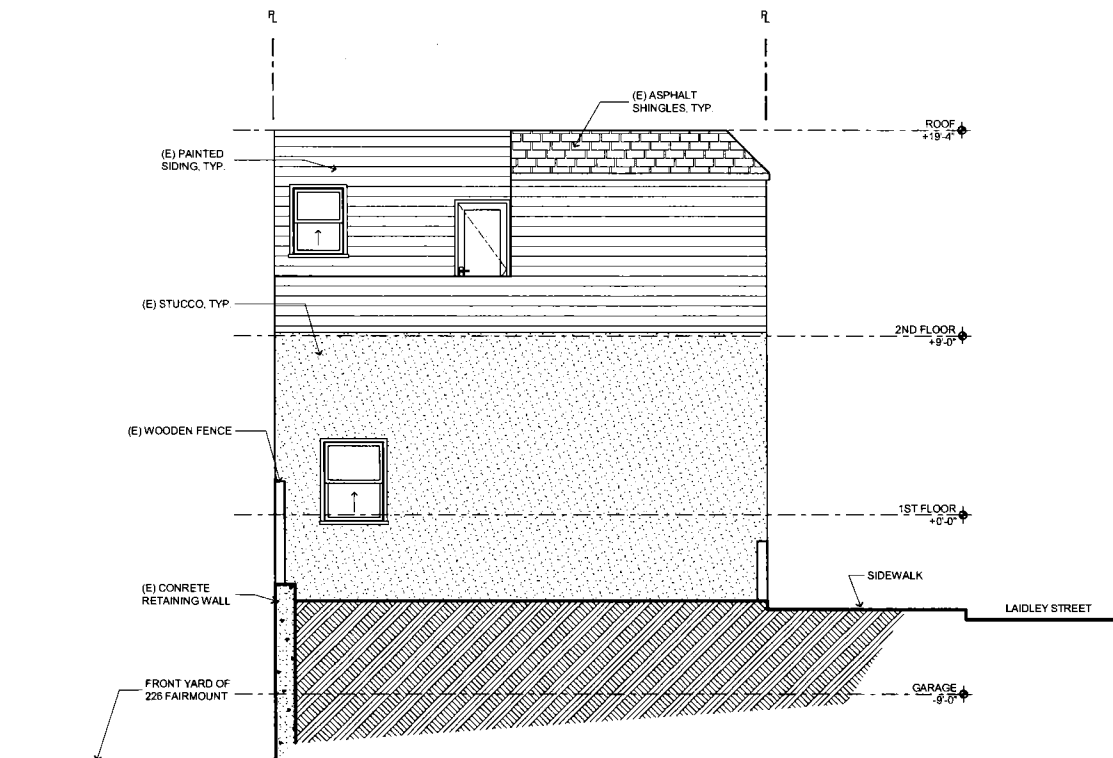 PL
PL
(E) ASPHALT
SHINGLES, TYP.
ROOF
+19'-4"
(E) PAINTED
SIDING, TYP.
(E) STUCCO, TYP.
2ND FLOOR
+9'-0"
(E) WOODEN FENCE
1ST FLOOR
+0'-0"
(E) CONRETE
RETAINING WALL
SIDEWALK
LAIDLEY STREET
FRONT YARD OF
226 FAIRMOUNT
GARAGE
-9'-0"